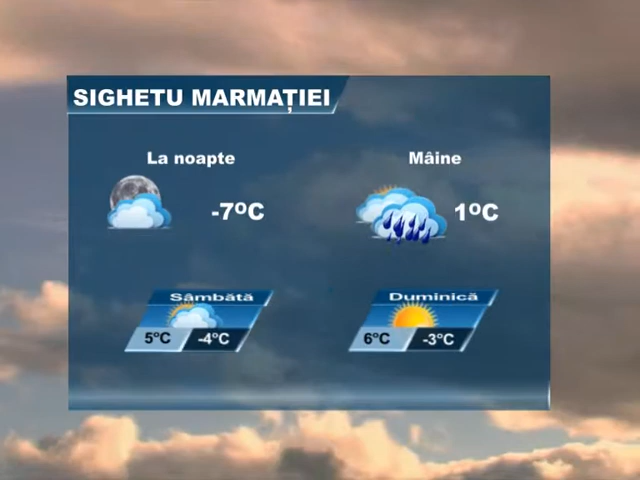 SIGHETU MARMAȚIEI
La noapte
Mâine
-7ºC
1ºC
Sâmbătă
Duminică
5ºC
-4ºC
6ºC
-3ºC